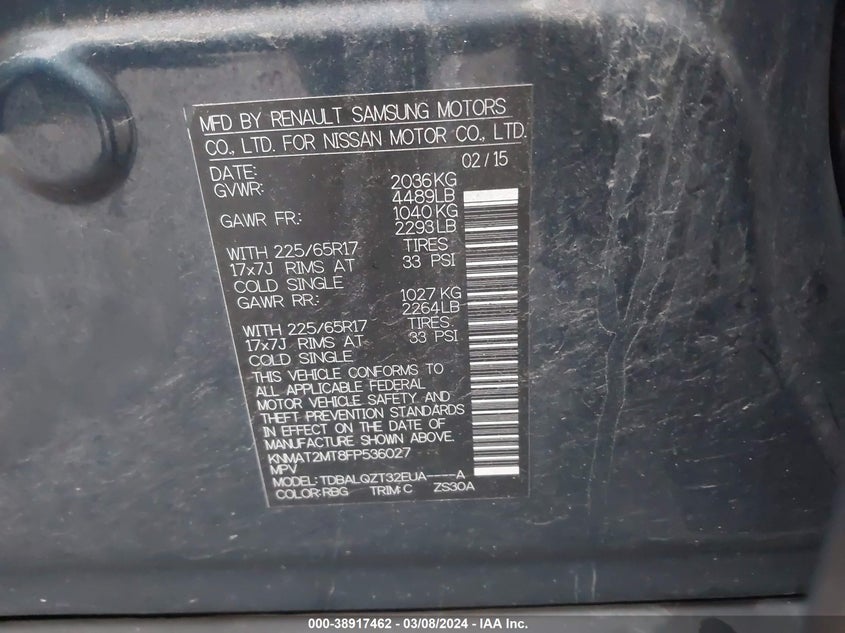 MFD BY RENAULT SAMSUNG MOTORS
CO., LTD. FOR NISSAN MOTOR CO., LTD.
DATE: 02/15
GVWR: 2036KG
4489LB
GAWR FR: 1040KG
2293LB
WITH 225/65R17 TIRES
17x7J RIMS AT 33 PSI
COLD SINGLE
GAWR RR: 1027KG
2264LB
WITH 225/65R17 TIRES
17x7J RIMS AT 33 PSI
COLD SINGLE
THIS VEHICLE CONFORMS TO
ALL APPLICABLE FEDERAL
MOTOR VEHICLE SAFETY AND
THEFT PREVENTION STANDARDS
IN EFFECT ON THE DATE OF
MANUFACTURE SHOWN ABOVE.
KNMAT2MT8FP536027
MPV
MODEL: TDBALQZT32EUA----A
COLOR:RBG TRIM:C ZS30A
000-38917462 - 03/08/2024 - IAA Inc.